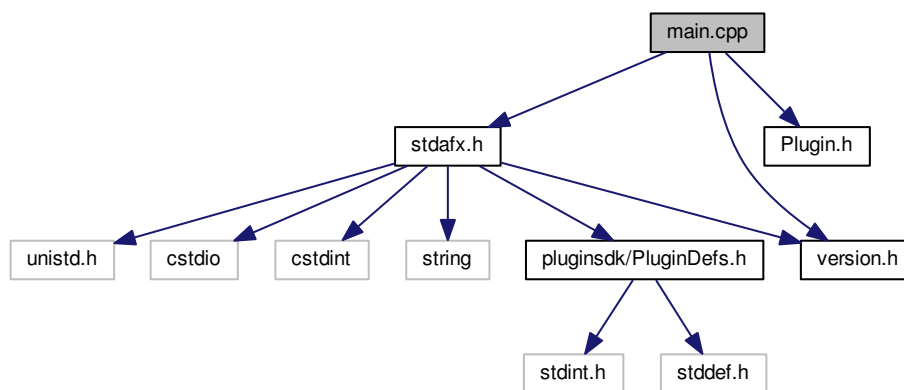 main.cpp
stdafx.h
Plugin.h
unistd.h
cstdio
cstdint
string
pluginsdk/PluginDefs.h
version.h
stdint.h
stddef.h